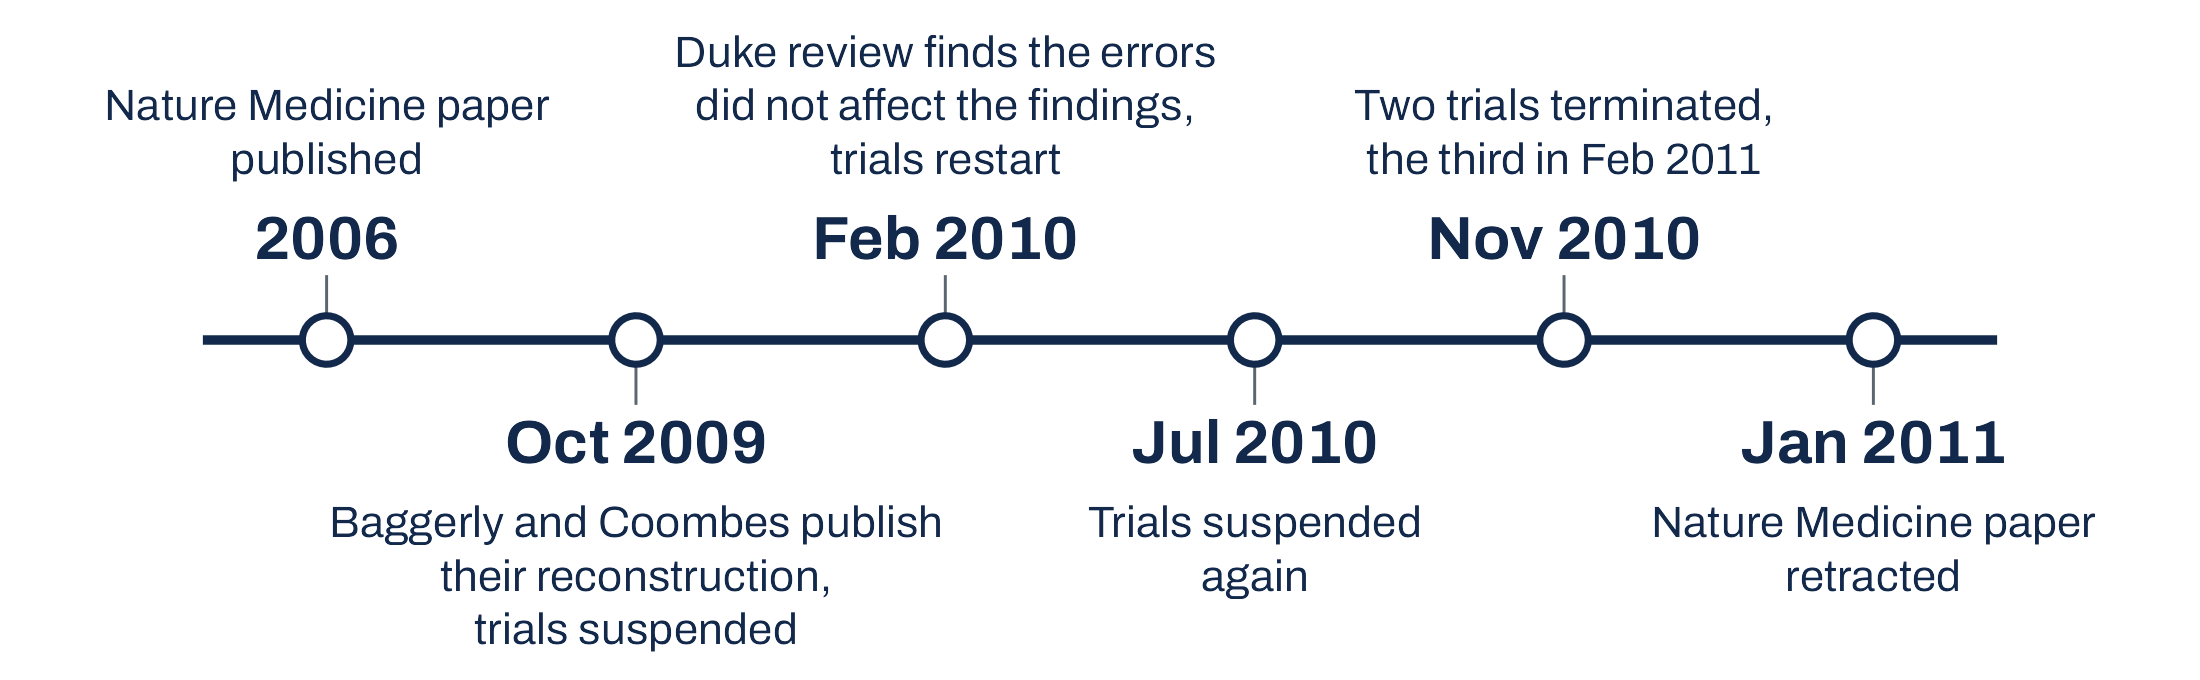 Nature Medicine paper
published
2006
Baggerly and Coombes publish
their reconstruction,
trials suspended
Oct 2009
Duke review finds the errors
did not affect the findings,
trials restart
Feb 2010
Jul 2010
Trials suspended
again
Two trials terminated,
the third in Feb 2011
Nov 2010
Jan 2011
Nature Medicine paper
retracted